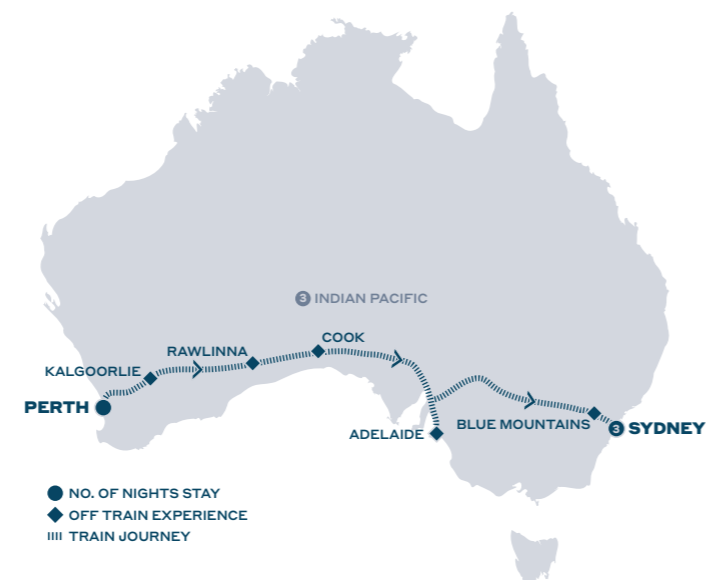 3 INDIAN PACIFIC
COOK
RAWLINNA
KALGOORLIE
PERTH
ADELAIDE
BLUE MOUNTAINS
3 SYDNEY
NO. OF NIGHTS STAY
OFF TRAIN EXPERIENCE
TRAIN JOURNEY